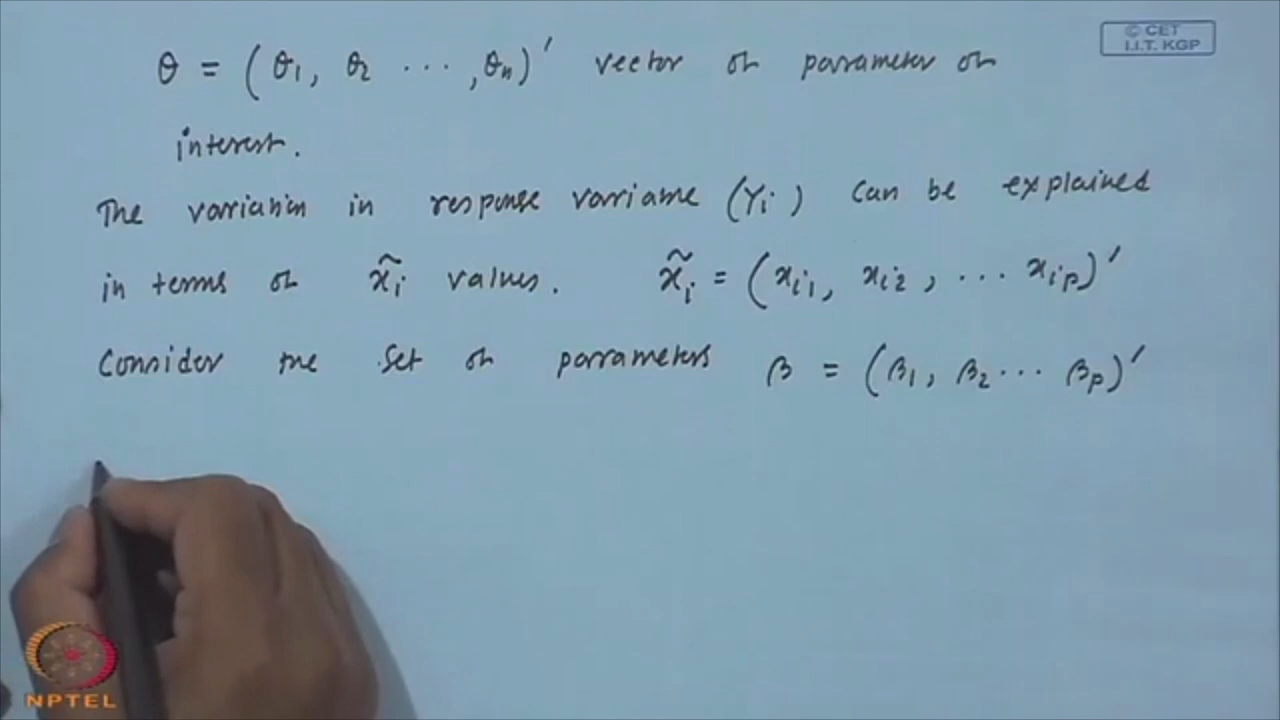 © CET
I.I.T. KGP
θ = (θ1, θ2 ... , θn)′ vector of parameter of
interest.
The variation in response variable (Yi) can be explained
in terms of x̃i values. x̃i = (xi1, xi2, ... xip)′
Consider the set of parameters β = (β1, β2 ... βp)′
NPTEL